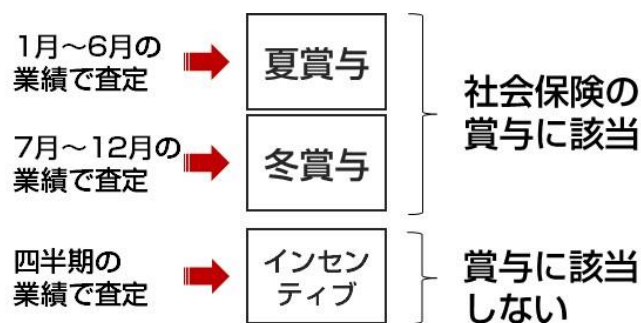 1月～6月の
業績で査定
夏賞与
7月～12月の
業績で査定
冬賞与
社会保険の
賞与に該当
四半期の
業績で査定
インセン
ティブ
賞与に該当
しない